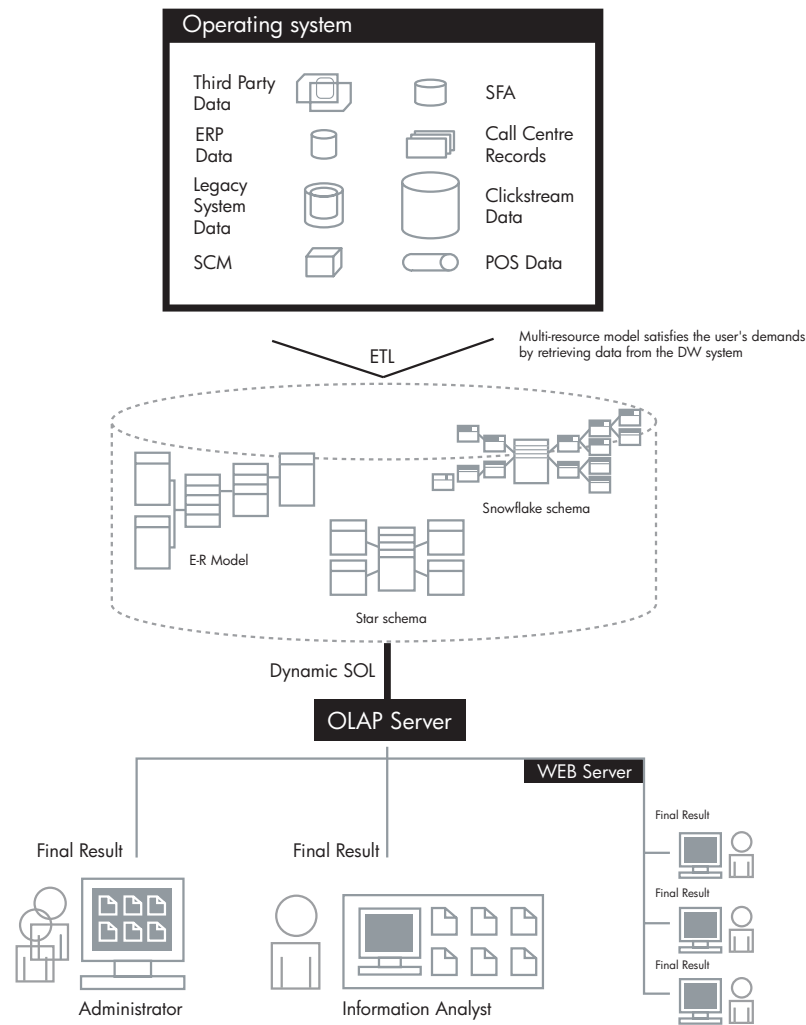 Operating system
Third Party
Data
SFA
ERP
Data
Call Centre
Records
Legacy
System
Data
Clickstream
Data
SCM
POS Data
ETL
Multi-resource model satisfies the user's demands
by retrieving data from the DW system
Snowflake schema
E-R Model
Star schema
Dynamic SOL
OLAP Server
WEB Server
Final Result
Final Result
Final Result
Final Result
Final Result
Administrator
Information Analyst